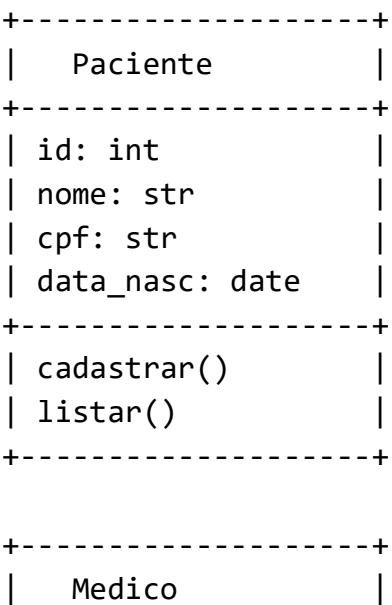 +-------------------+
|   Paciente        |
+-------------------+
| id: int           |
| nome: str         |
| cpf: str          |
| data_nasc: date   |
+-------------------+
| cadastrar()       |
| listar()          |
+-------------------+

+-------------------+
|   Medico          |